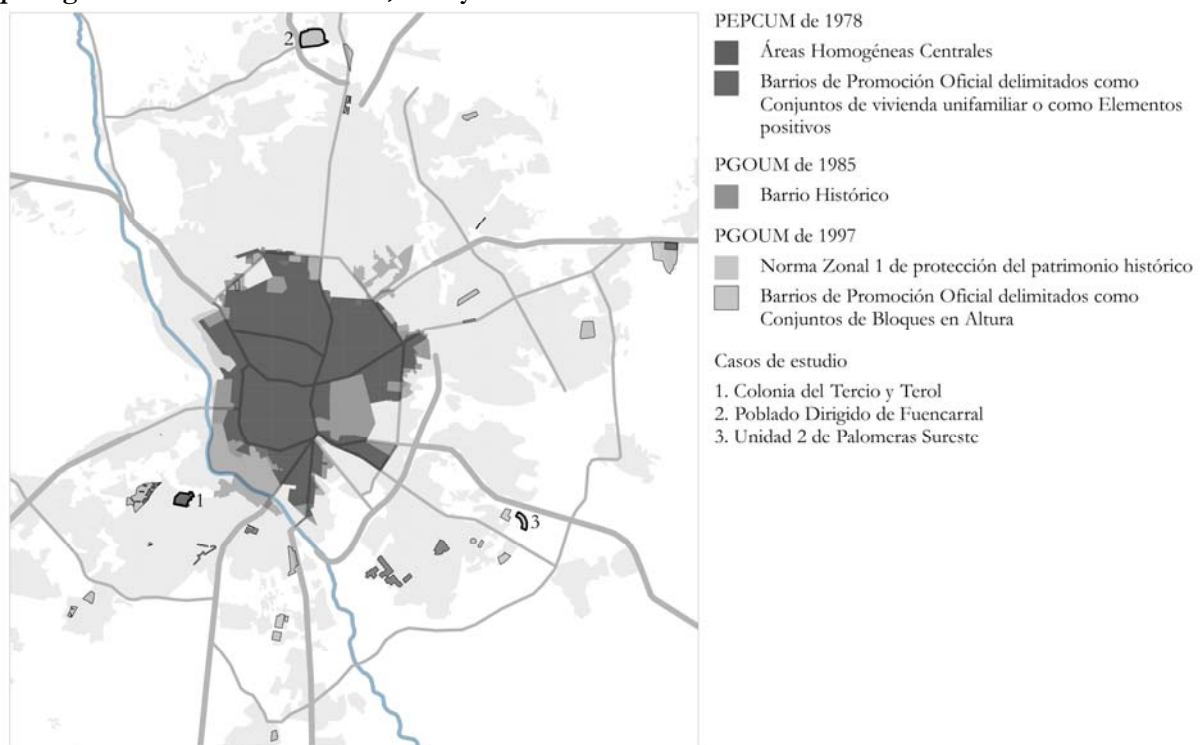 2
1
3
PEPCUM de 1978
Áreas Homogéneas Centrales
Barrios de Promoción Oficial delimitados como
Conjuntos de vivienda unifamiliar o como Elementos
positivos
PGOUM de 1985
Barrio Histórico
PGOUM de 1997
Norma Zonal 1 de protección del patrimonio histórico
Barrios de Promoción Oficial delimitados como
Conjuntos de Bloques en Altura
Casos de estudio
1. Colonia del Tercio y Terol
2. Poblado Dirigido de Fuencarral
3. Unidad 2 de Palomeras Sureste